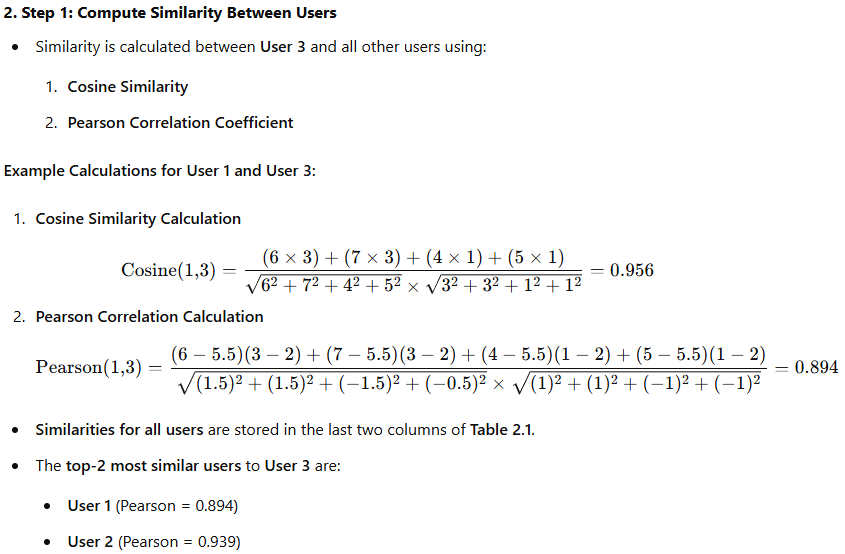 2. Step 1: Compute Similarity Between Users
• Similarity is calculated between User 3 and all other users using:
1. Cosine Similarity
2. Pearson Correlation Coefficient
Example Calculations for User 1 and User 3:
1. Cosine Similarity Calculation
Cosine(1,3) = \frac{(6 × 3) + (7 × 3) + (4 × 1) + (5 × 1)}{\sqrt{6^2 + 7^2 + 4^2 + 5^2} × \sqrt{3^2 + 3^2 + 1^2 + 1^2}} = 0.956
2. Pearson Correlation Calculation
Pearson(1,3) = \frac{(6 − 5.5)(3 − 2) + (7 − 5.5)(3 − 2) + (4 − 5.5)(1 − 2) + (5 − 5.5)(1 − 2)}{\sqrt{(1.5)^2 + (1.5)^2 + (−1.5)^2 + (−0.5)^2} × \sqrt{(1)^2 + (1)^2 + (−1)^2 + (−1)^2}} = 0.894
• Similarities for all users are stored in the last two columns of Table 2.1.
• The top-2 most similar users to User 3 are:
• User 1 (Pearson = 0.894)
• User 2 (Pearson = 0.939)